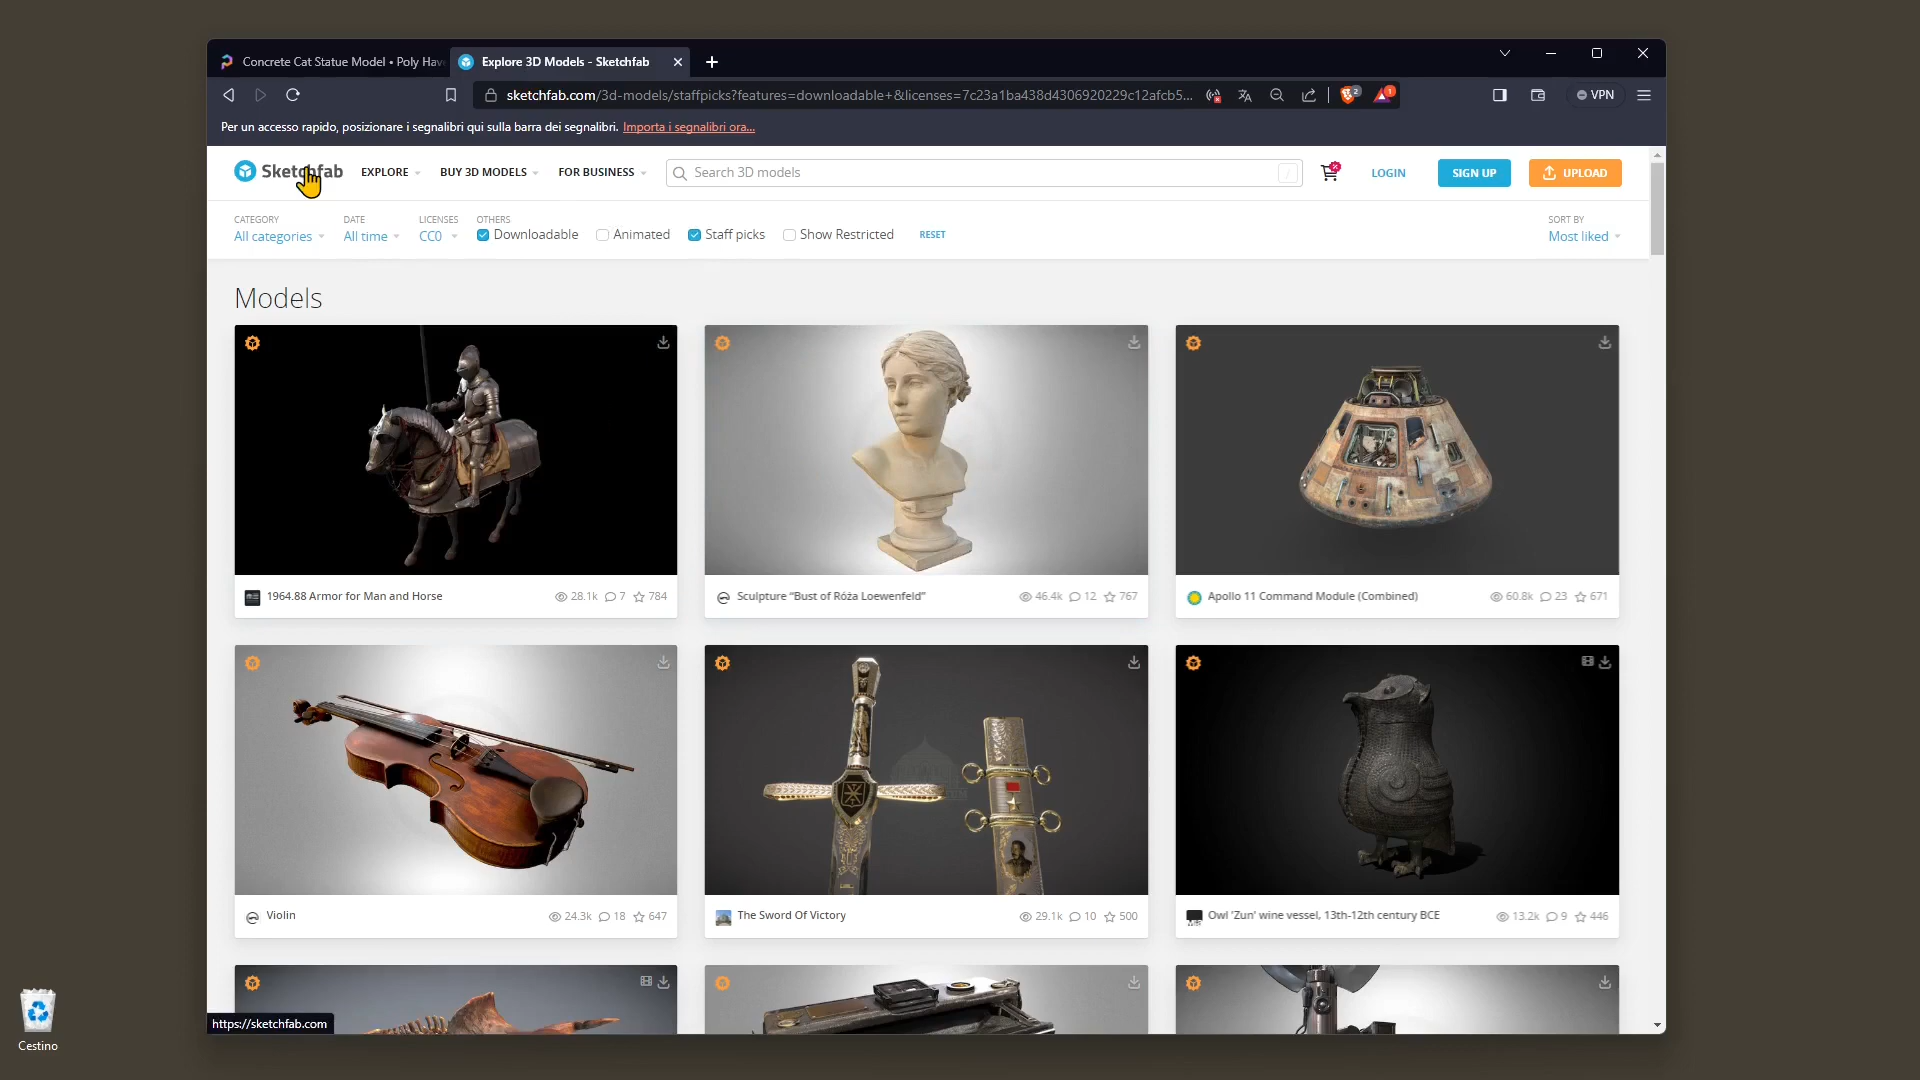 Concrete Cat Statue Model • Poly Hav
Explore 3D Models - Sketchfab
sketchfab.com/3d-models/staffpicks?features=downloadable+&licenses=7c23a1ba438d4306920229c12afcb5...
2
1
VPN
Per un accesso rapido, posizionare i segnalibri qui sulla barra dei segnalibri. Importa i segnalibri ora...
Sketchfab
EXPLORE
BUY 3D MODELS
FOR BUSINESS
Search 3D models
/
LOGIN
SIGN UP
UPLOAD
CATEGORY
All categories
DATE
All time
LICENSES
CC0
OTHERS
Downloadable
Animated
Staff picks
Show Restricted
RESET
SORT BY
Most liked
Models
1964.88 Armor for Man and Horse
28.1k 7 784
Sculpture “Bust of Róża Loewenfeld”
46.4k 12 767
Apollo 11 Command Module (Combined)
60.8k 23 671
Violin
24.3k 18 647
The Sword Of Victory
29.1k 10 500
Owl 'Zun' wine vessel, 13th-12th century BCE
13.2k 9 446
https://sketchfab.com
Cestino